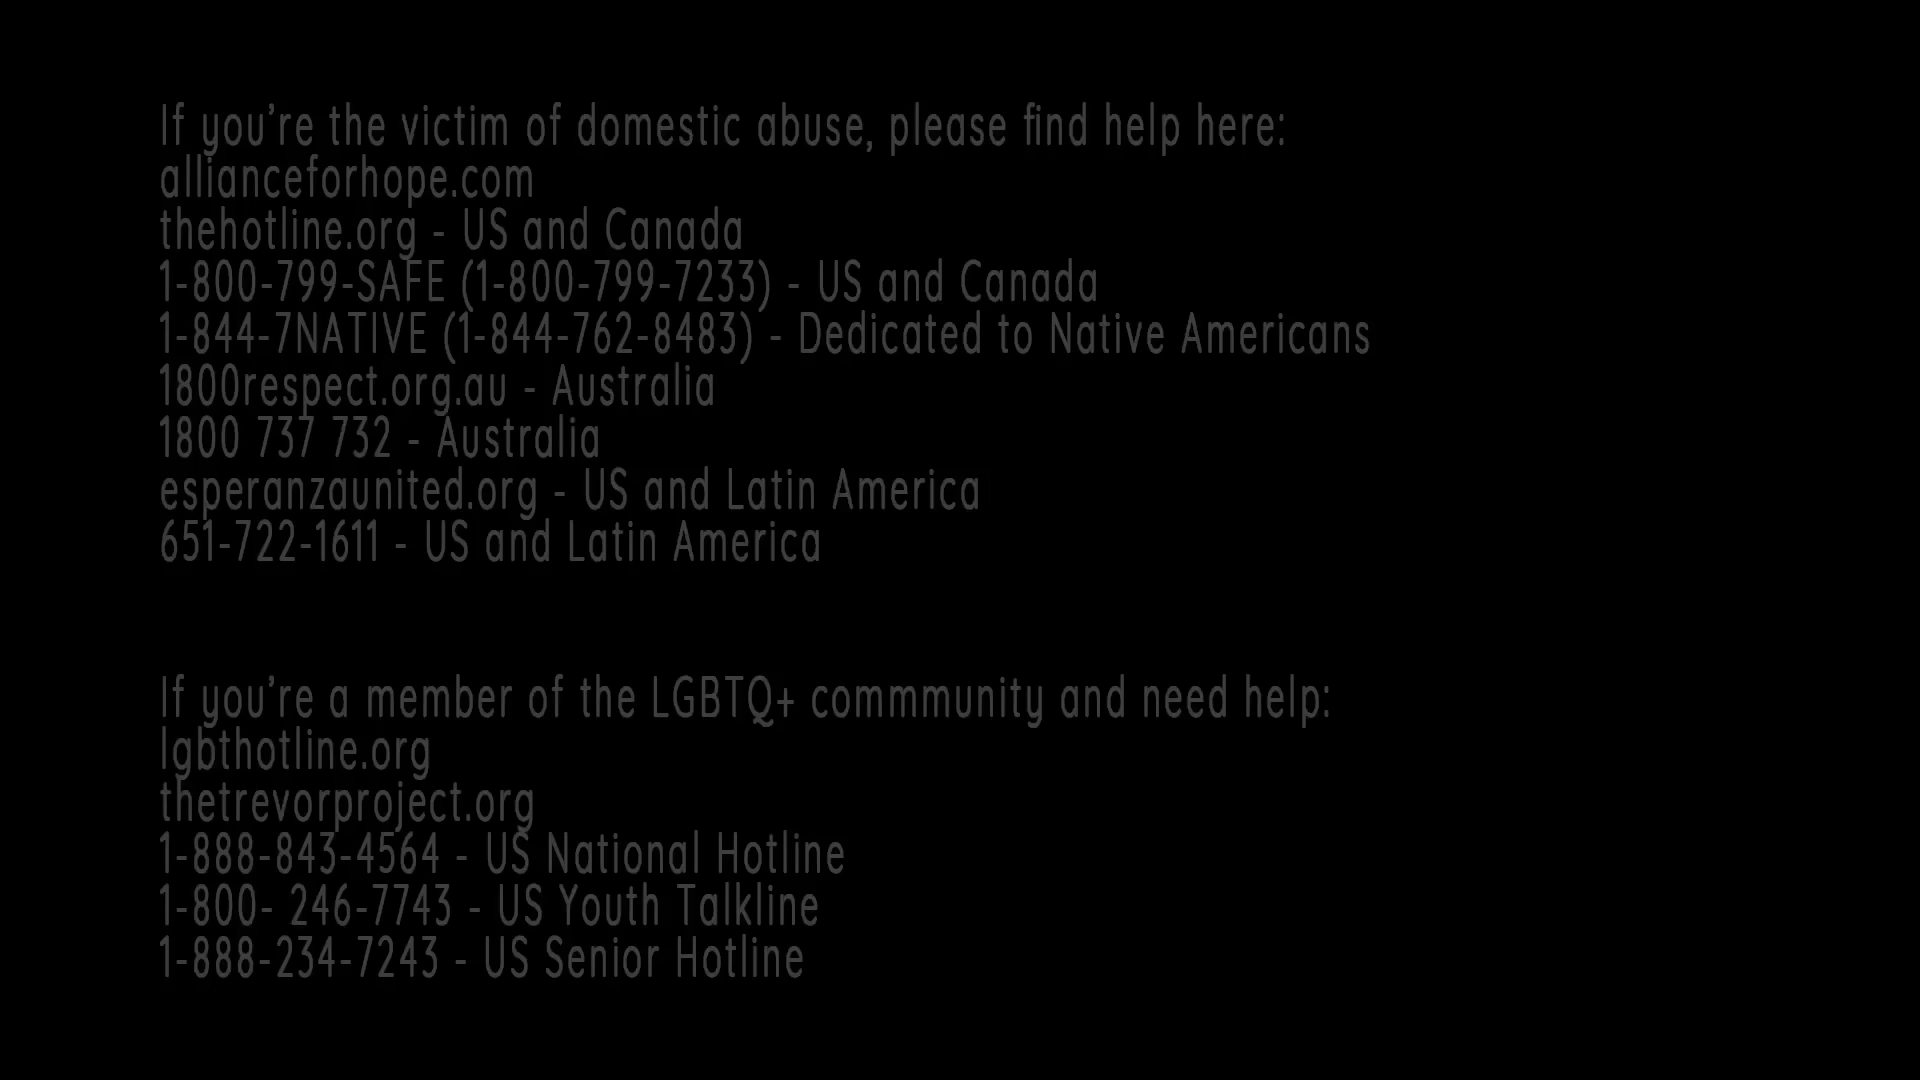 If you’re the victim of domestic abuse, please find help here:
allianceforhope.com
thehotline.org - US and Canada
1-800-799-SAFE (1-800-799-7233) - US and Canada
1-844-7NATIVE (1-844-762-8483) - Dedicated to Native Americans
1800respect.org.au - Australia
1800 737 732 - Australia
esperanzaunited.org - US and Latin America
651-722-1611 - US and Latin America
If you’re a member of the LGBTQ+ commmunity and need help:
lgbthotline.org
thetrevorproject.org
1-888-843-4564 - US National Hotline
1-800- 246-7743 - US Youth Talkline
1-888-234-7243 - US Senior Hotline